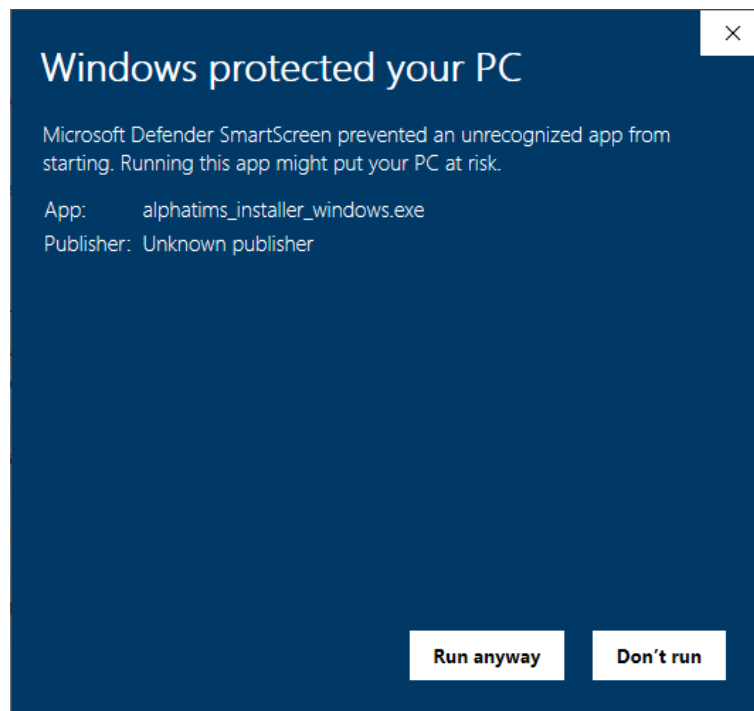 Windows protected your PC
Microsoft Defender SmartScreen prevented an unrecognized app from
starting. Running this app might put your PC at risk.
App: alphatims_installer_windows.exe
Publisher: Unknown publisher
Run anyway Don't run